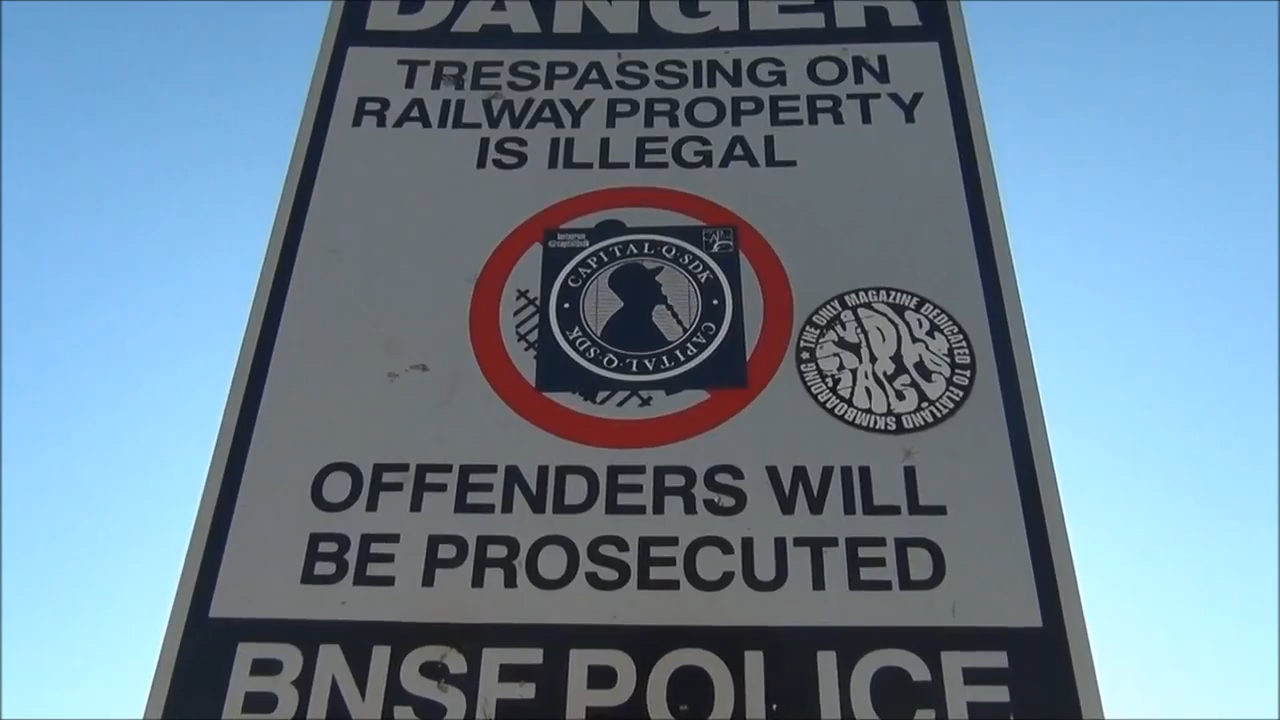 DANGER
TRESPASSING ON
RAILWAY PROPERTY
IS ILLEGAL
CAPITAL·Q·SDK
CAPITAL·Q·SDK
THE ONLY MAGAZINE DEDICATED TO FLATLAND SKIMBOARDING
OFFENDERS WILL
BE PROSECUTED
BNSF POLICE